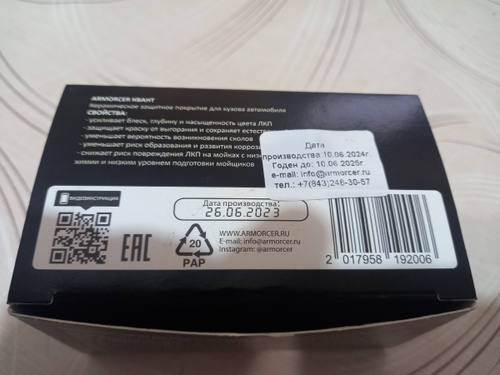 ARMORCER КВАНТ
Керамическое защитное покрытие для кузова автомобиля
СВОЙСТВА:
- усиливает блеск, глубину и насыщенность цвета ЛКП
- защищает краску от выгорания и сохраняет естеств
- уменьшает вероятность возникновения сколов
- уменьшает риск образования и развития корроз
- снижает риск повреждения ЛКП на мойках с низк
химии и низким уровнем подготовки мойщиков
Дата
производства:10.06.2024г.
Годен до: 10.06.2025г.
e-mail: info@armorcer.ru
тел.: +7(843)246-30-57
ВИДЕОИНСТРУКЦИЯ
Дата производства:
26.06.2023
EAC
20
PAP
WWW.ARMORCER.RU
E-mail: info@armorcer.ru
Instagram: @armorcer
2 017958 192006